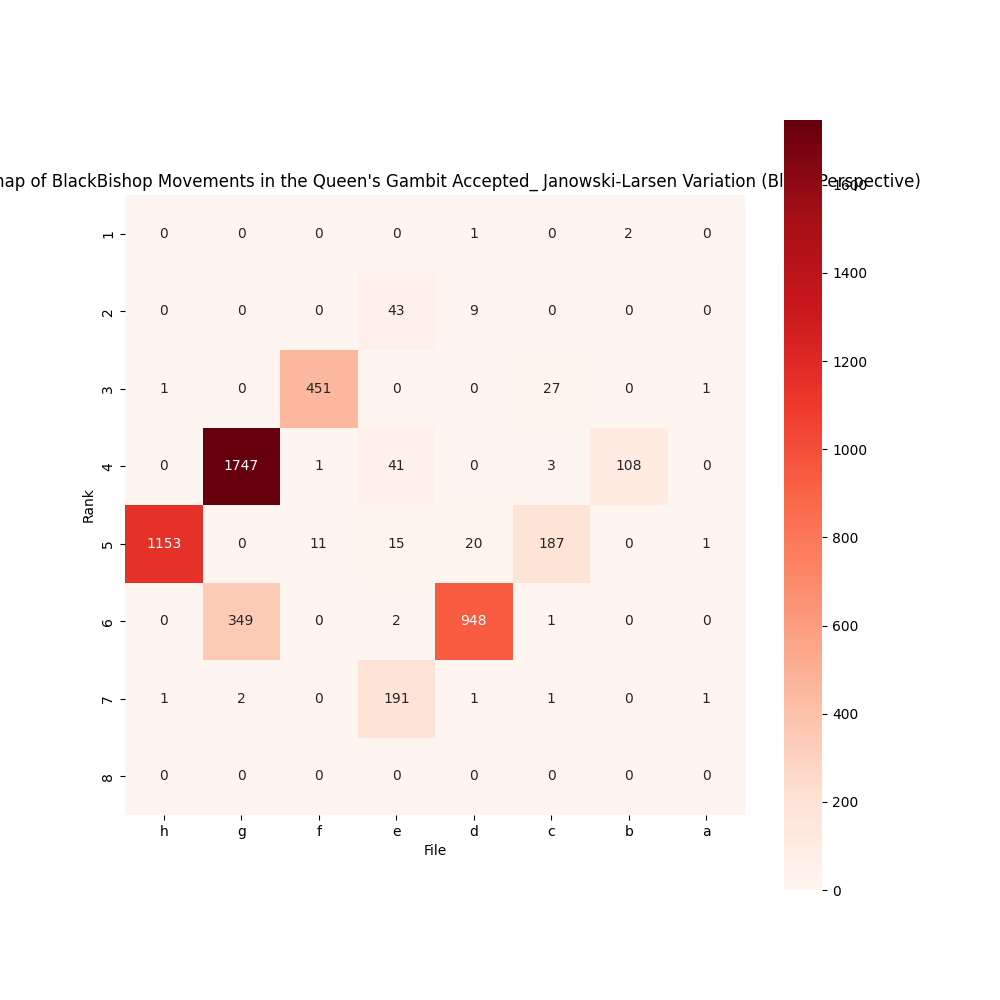 of BlackBishop Movements in the Queen's Gambit Accepted_ Janowski-Larsen Variation Perspective)
1600
1 0 0 0 0 1 0 2 0
1400
2 0 0 0 43 9 0 0 0
1200
3 1 0 451 0 0 27 0 1
1000
4 0 1747 1 41 0 3 108 0
Rank
5 1153 0 11 15 20 187 0 1
800
6 0 349 0 2 948 1 0 0
600
7 1 2 0 191 1 1 0 1
400
8 0 0 0 0 0 0 0 0
200
h g f e d c b a
File
0